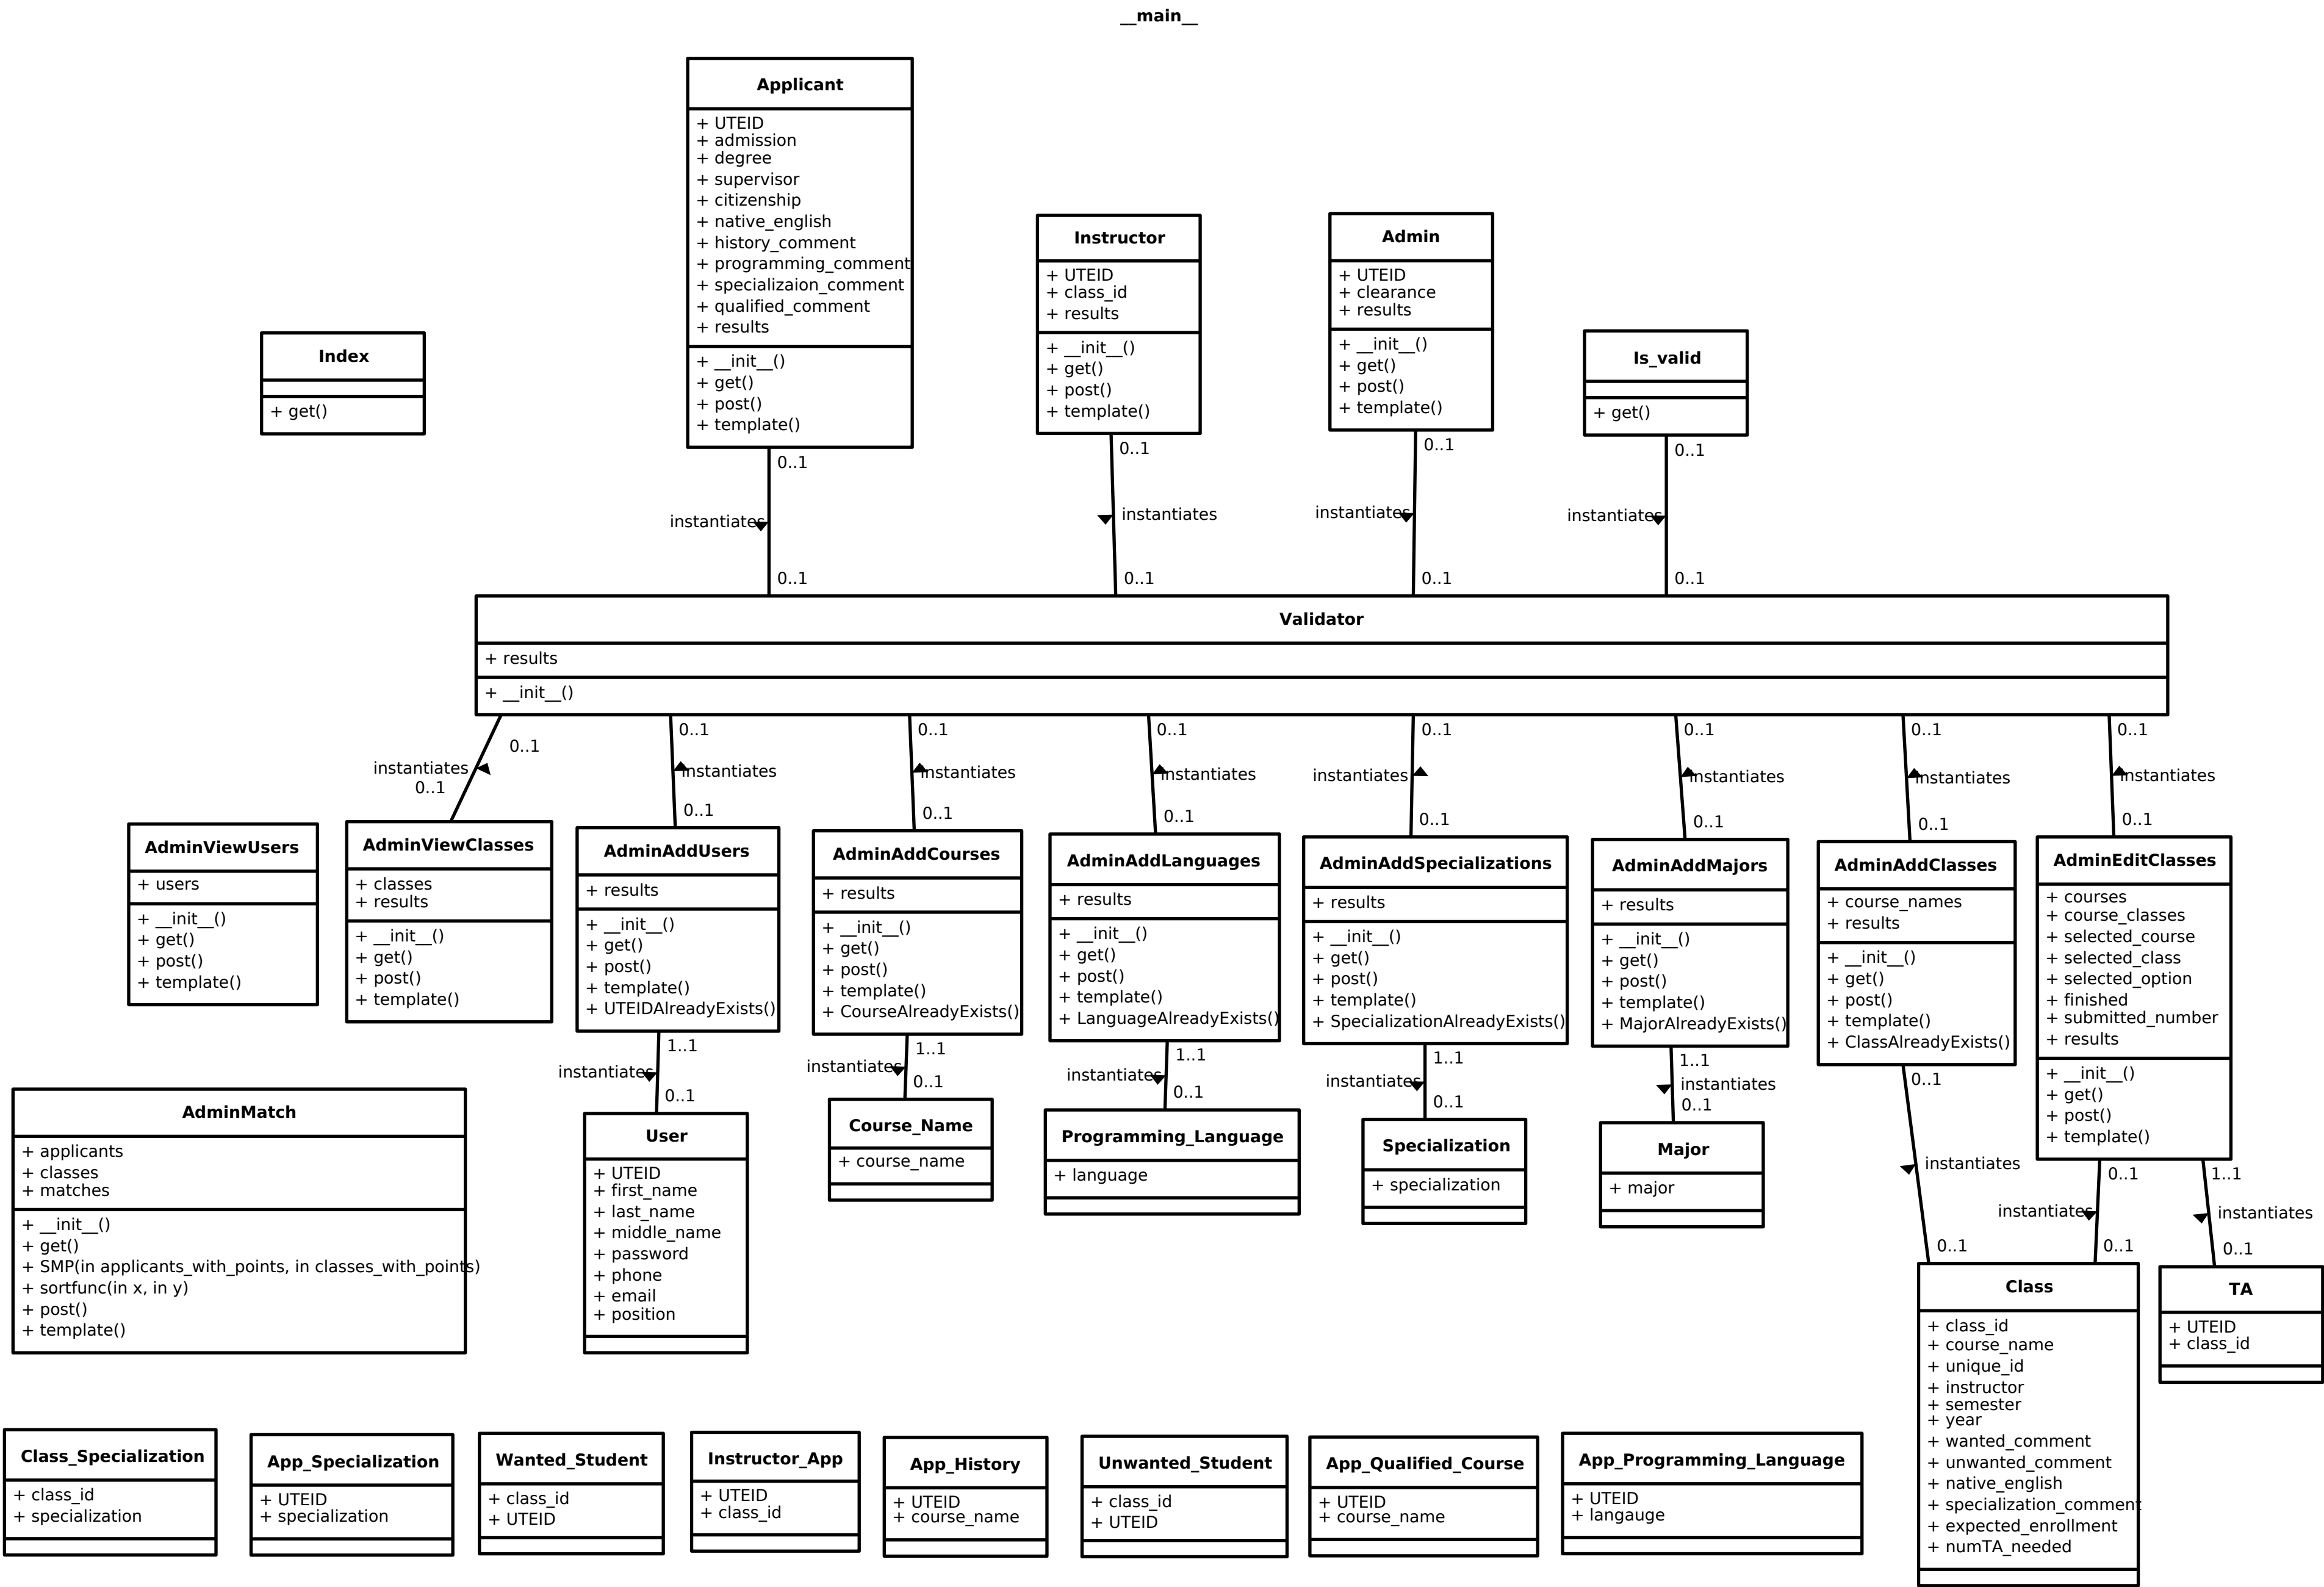 __main__
Applicant
+ UTEID
+ admission
+ degree
+ supervisor
+ citizenship
+ native_english
+ history_comment
+ programming_comment
+ specializaion_comment
+ qualified_comment
+ results
+ __init__()
+ get()
+ post()
+ template()
Instructor
+ UTEID
+ class_id
+ results
+ __init__()
+ get()
+ post()
+ template()
Admin
+ UTEID
+ clearance
+ results
+ __init__()
+ get()
+ post()
+ template()
Index
+ get()
Is_valid
+ get()
0..1
0..1
0..1
0..1
instantiates
instantiates
instantiates
instantiates
0..1
0..1
0..1
0..1
Validator
+ results
+ __init__()
0..1
0..1
0..1
0..1
0..1
0..1
0..1
0..1
instantiates
instantiates
instantiates
instantiates
instantiates
instantiates
instantiates
instantiates
0..1
0..1
0..1
0..1
0..1
0..1
0..1
0..1
AdminViewUsers
+ users
+ __init__()
+ get()
+ post()
+ template()
AdminViewClasses
+ classes
+ results
+ __init__()
+ get()
+ post()
+ template()
AdminAddUsers
+ results
+ __init__()
+ get()
+ post()
+ template()
+ UTEIDAlreadyExists()
AdminAddCourses
+ results
+ __init__()
+ get()
+ post()
+ template()
+ CourseAlreadyExists()
AdminAddLanguages
+ results
+ __init__()
+ get()
+ post()
+ template()
+ LanguageAlreadyExists()
AdminAddSpecializations
+ results
+ __init__()
+ get()
+ post()
+ template()
+ SpecializationAlreadyExists()
AdminAddMajors
+ results
+ __init__()
+ get()
+ post()
+ template()
+ MajorAlreadyExists()
AdminAddClasses
+ course_names
+ results
+ __init__()
+ get()
+ post()
+ template()
+ ClassAlreadyExists()
AdminEditClasses
+ courses
+ course_classes
+ selected_course
+ selected_class
+ selected_option
+ finished
+ submitted_number
+ results
+ __init__()
+ get()
+ post()
+ template()
1..1
instantiates
0..1
1..1
instantiates
0..1
1..1
instantiates
0..1
1..1
instantiates
0..1
1..1
instantiates
0..1
0..1
instantiates
0..1
0..1
instantiates
0..1
1..1
instantiates
0..1
AdminMatch
+ applicants
+ classes
+ matches
+ __init__()
+ get()
+ SMP(in applicants_with_points, in classes_with_points)
+ sortfunc(in x, in y)
+ post()
+ template()
User
+ UTEID
+ first_name
+ last_name
+ middle_name
+ password
+ phone
+ email
+ position
Course_Name
+ course_name
Programming_Language
+ language
Specialization
+ specialization
Major
+ major
Class
+ class_id
+ course_name
+ unique_id
+ instructor
+ semester
+ year
+ wanted_comment
+ unwanted_comment
+ native_english
+ specialization_comment
+ expected_enrollment
+ numTA_needed
TA
+ UTEID
+ class_id
Class_Specialization
+ class_id
+ specialization
App_Specialization
+ UTEID
+ specialization
Wanted_Student
+ class_id
+ UTEID
Instructor_App
+ UTEID
+ class_id
App_History
+ UTEID
+ course_name
Unwanted_Student
+ class_id
+ UTEID
App_Qualified_Course
+ UTEID
+ course_name
App_Programming_Language
+ UTEID
+ langauge